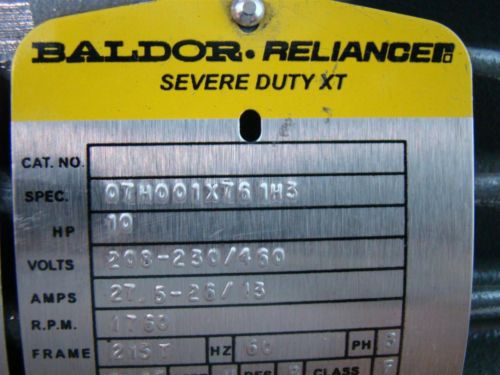 BALDOR • RELIANCE
SEVERE DUTY XT
CAT. NO.
SPEC. 07H001X761H3
HP 10
VOLTS 208-230/460
AMPS 27.5-26/13
R.P.M. 1760
FRAME 215T HZ 60 PH 3
CLASS